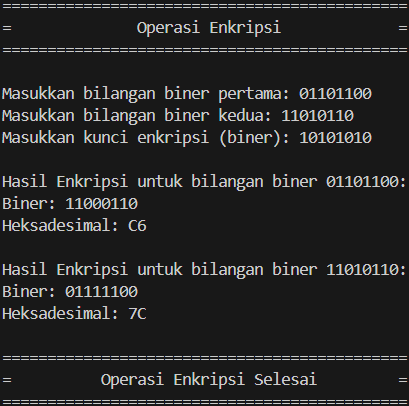 =============================================
=              Operasi Enkripsi             =
=============================================
Masukkan bilangan biner pertama: 01101100
Masukkan bilangan biner kedua: 11010110
Masukkan kunci enkripsi (biner): 10101010
Hasil Enkripsi untuk bilangan biner 01101100:
Biner: 11000110
Heksadesimal: C6
Hasil Enkripsi untuk bilangan biner 11010110:
Biner: 01111100
Heksadesimal: 7C
=============================================
=          Operasi Enkripsi Selesai         =
=============================================